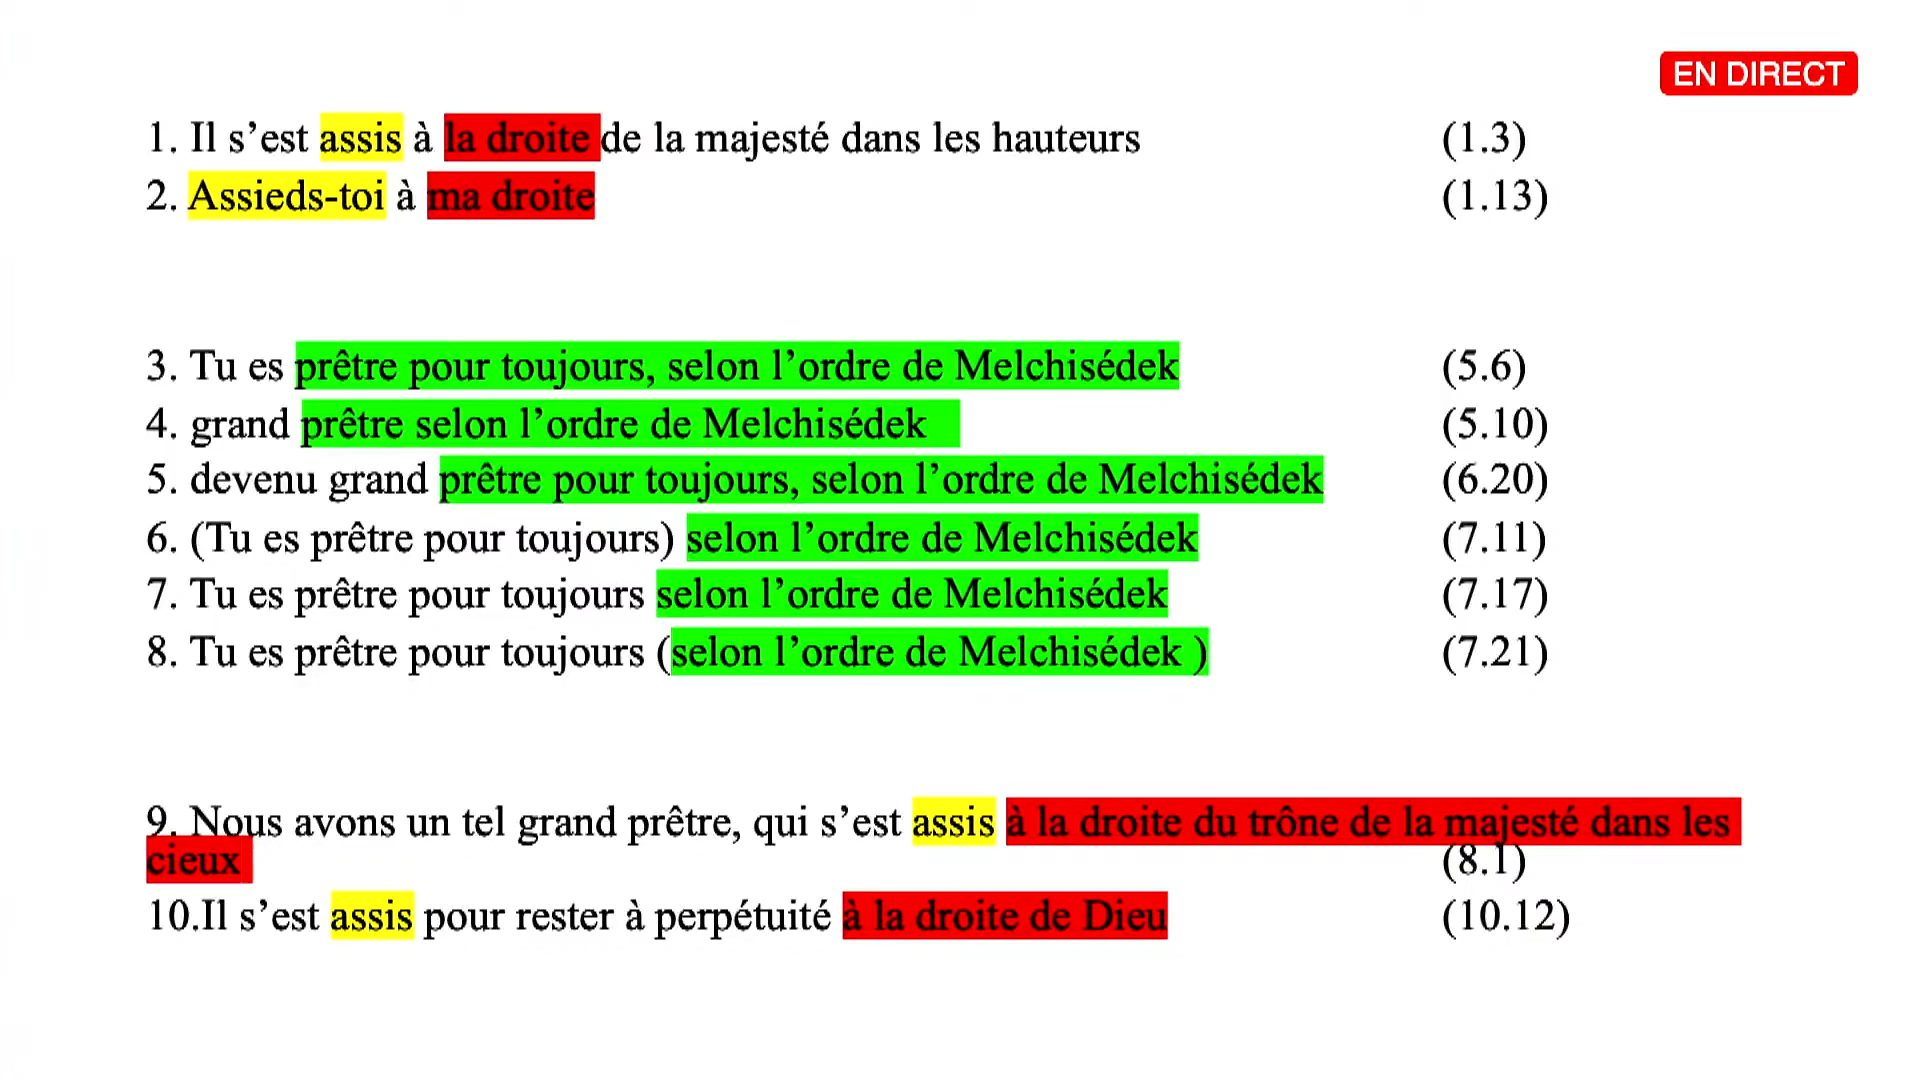 EN DIRECT
1. Il s’est assis à la droite de la majesté dans les hauteurs (1.3)
2. Assieds-toi à ma droite (1.13)
3. Tu es prêtre pour toujours, selon l’ordre de Melchisédek (5.6)
4. grand prêtre selon l’ordre de Melchisédek (5.10)
5. devenu grand prêtre pour toujours, selon l’ordre de Melchisédek (6.20)
6. (Tu es prêtre pour toujours) selon l’ordre de Melchisédek (7.11)
7. Tu es prêtre pour toujours selon l’ordre de Melchisédek (7.17)
8. Tu es prêtre pour toujours (selon l’ordre de Melchisédek ) (7.21)
9. Nous avons un tel grand prêtre, qui s’est assis à la droite du trône de la majesté dans les
cieux (8.1)
10.Il s’est assis pour rester à perpétuité à la droite de Dieu (10.12)